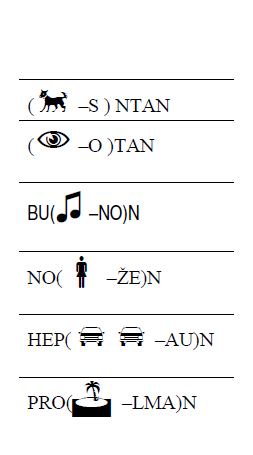 ( –S ) NTAN
( –O )TAN
BU( –NO)N
NO( –ŽE)N
HEP( –AU)N
PRO( –LMA)N